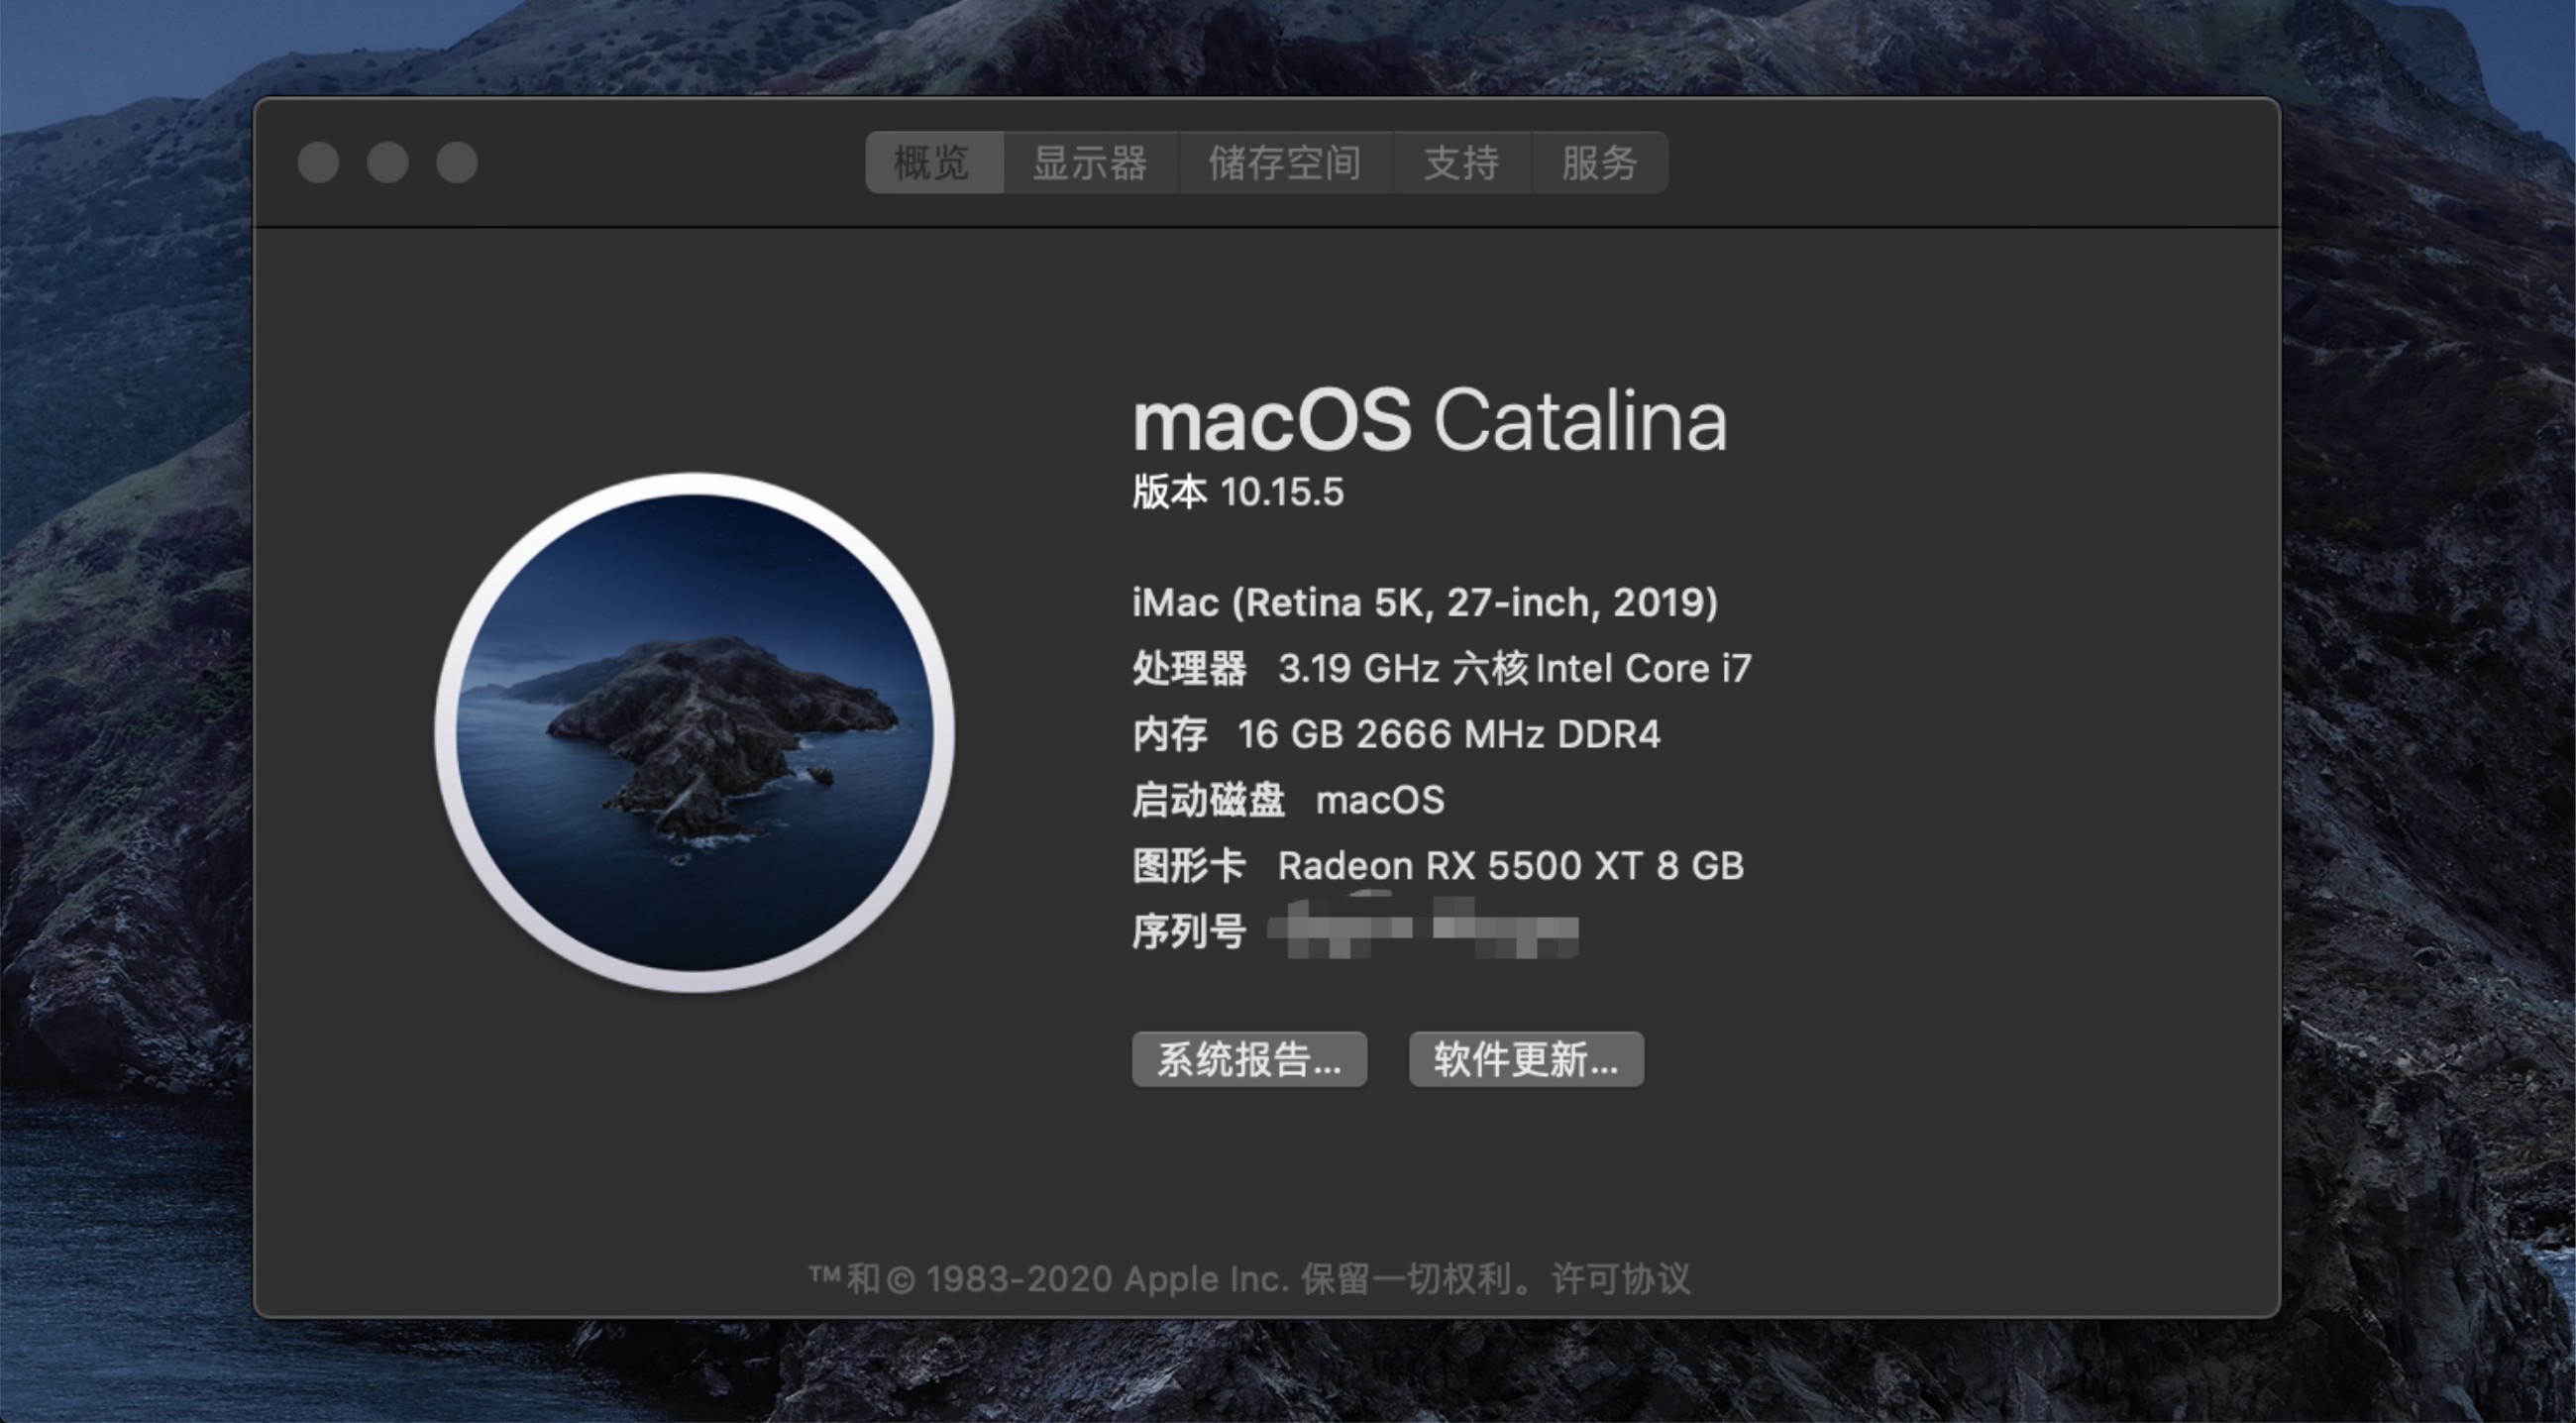 概览 显示器 储存空间 支持 服务
macOS Catalina
版本 10.15.5
iMac (Retina 5K, 27-inch, 2019)
处理器 3.19 GHz 六核Intel Core i7
内存 16 GB 2666 MHz DDR4
启动磁盘 macOS
图形卡 Radeon RX 5500 XT 8 GB
序列号
系统报告... 软件更新...
™和© 1983-2020 Apple Inc. 保留一切权利。许可协议